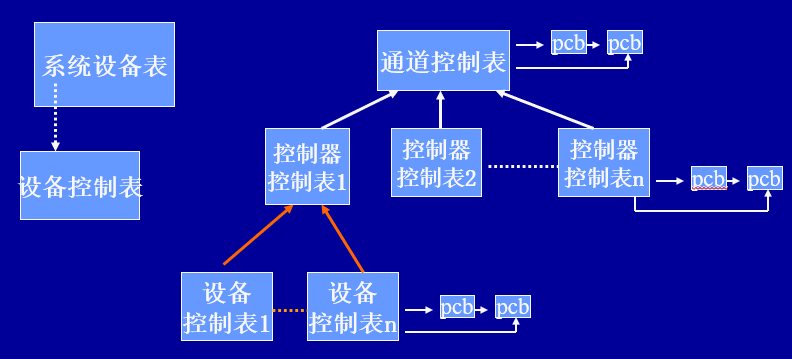 系统设备表
通道控制表
pcb
pcb
设备控制表
控制器
控制表1
控制器
控制表2
控制器
控制表n
pcb
pcb
设备
控制表1
设备
控制表n
pcb
pcb